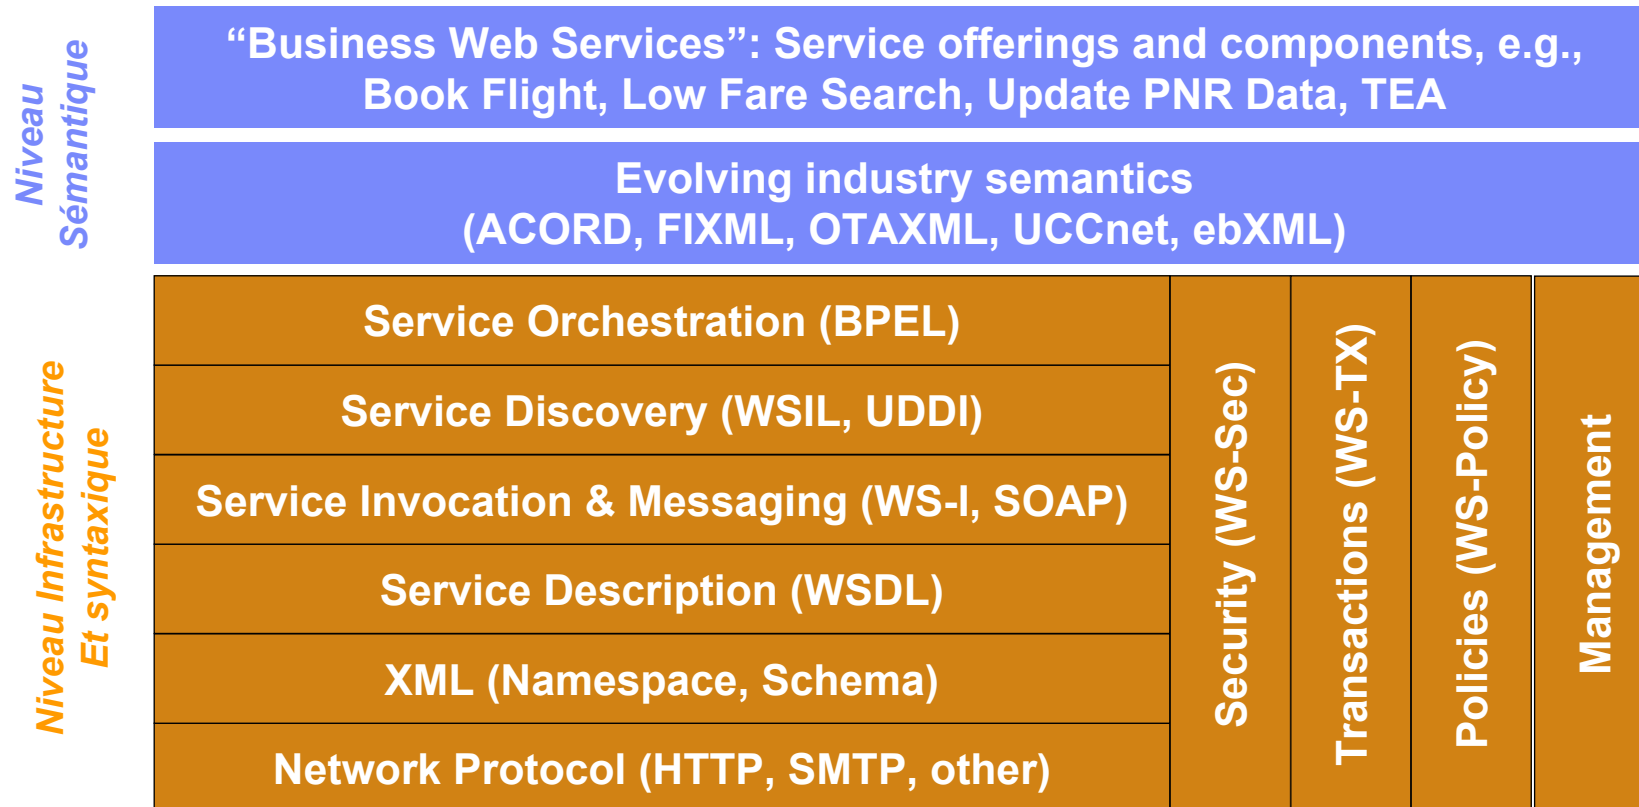 Niveau
Sémantique
“Business Web Services”: Service offerings and components, e.g.,
Book Flight, Low Fare Search, Update PNR Data, TEA
Evolving industry semantics
(ACORD, FIXML, OTAXML, UCCnet, ebXML)
Niveau Infrastructure
Et syntaxique
Service Orchestration (BPEL)
Service Discovery (WSIL, UDDI)
Service Invocation & Messaging (WS-I, SOAP)
Service Description (WSDL)
XML (Namespace, Schema)
Network Protocol (HTTP, SMTP, other)
Security (WS-Sec)
Transactions (WS-TX)
Policies (WS-Policy)
Management